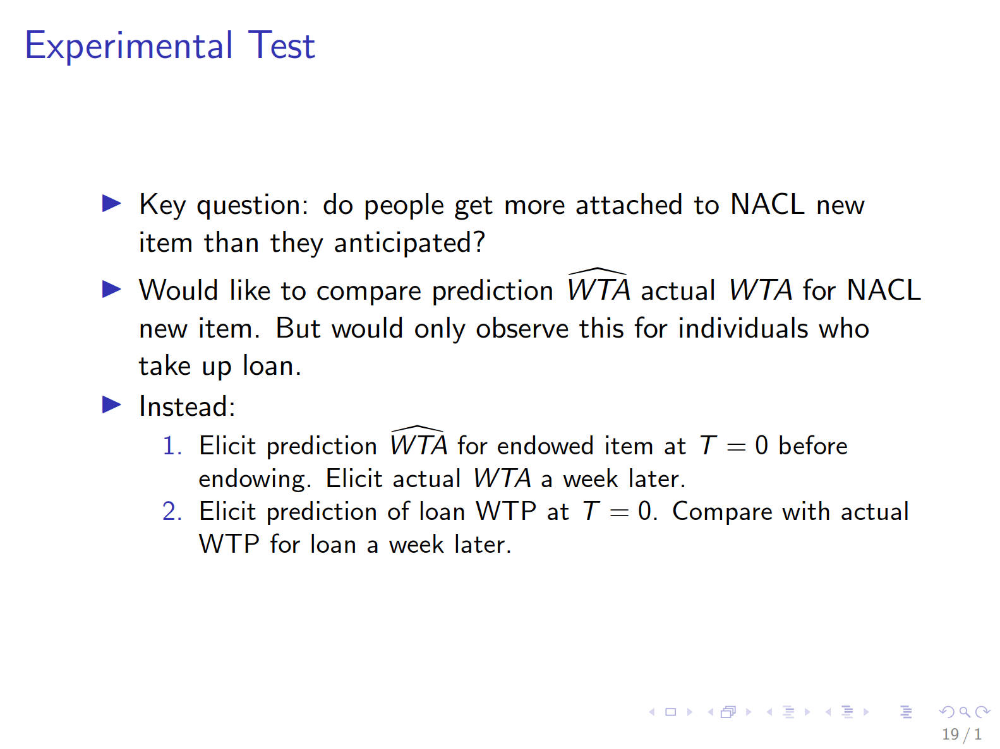 Experimental Test
▶ Key question: do people get more attached to NACL new
item than they anticipated?
▶ Would like to compare prediction $\widehat{WTA}$ actual WTA for NACL
new item. But would only observe this for individuals who
take up loan.
▶ Instead:
1. Elicit prediction $\widehat{WTA}$ for endowed item at T = 0 before
endowing. Elicit actual WTA a week later.
2. Elicit prediction of loan WTP at T = 0. Compare with actual
WTP for loan a week later.
19 / 1